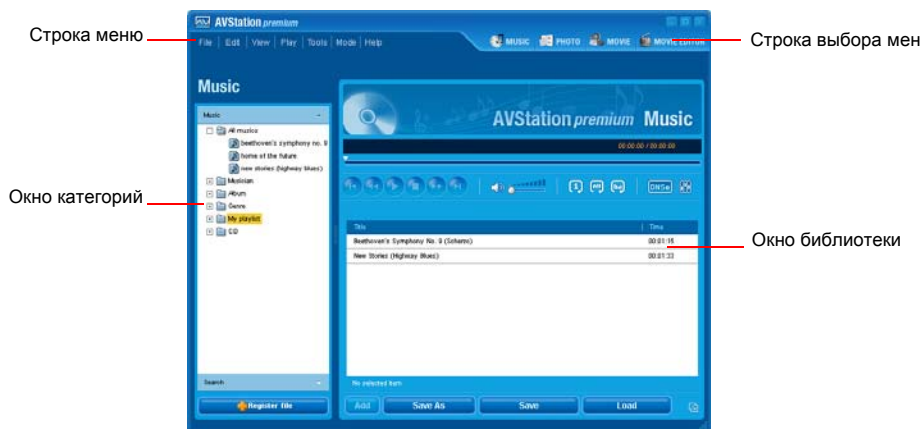 AVStation premium
Строка меню
File | Edit | View | Play | Tools | Mode | Help
MUSIC PHOTO MOVIE MOVIE EDITOR
Строка выбора мен
Music
Music
All musics
beethoven's symphony no. 9
home of the future
new stories (highway blues)
Musician
Album
Genre
My playlist
CD
Окно категорий
Search
Register file
AVStation premium Music
00:00:00 / 00:00:00
DNSe
Title Time
Beethoven's Symphony No. 9 (Scherzo) 00:01:15
New Stories (Highway Blues) 00:01:33
Окно библиотеки
No selected item
Add Save As Save Load